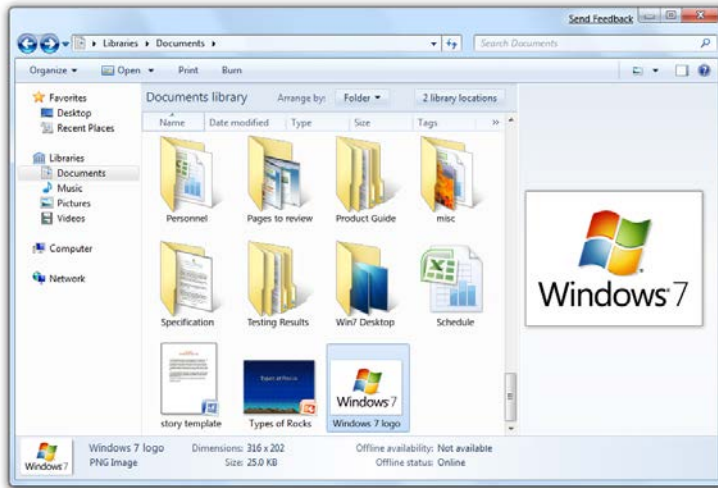 Send Feedback
Libraries Documents
Search Documents
Organize Open Print Burn
Favorites
Desktop
Recent Places
Libraries
Documents
Music
Pictures
Videos
Computer
Network
Documents library Arrange by: Folder 2 library locations
Name Date modified Type Size Tags »
Personnel Pages to review Product Guide misc
Specification Testing Results Win7 Desktop Schedule
Types of Rocks
Windows 7
story template Types of Rocks Windows 7 logo
Windows 7
Windows 7
Windows 7 logo Dimensions: 316 x 202 Offline availability: Not available
PNG Image Size: 25.0 KB Offline status: Online